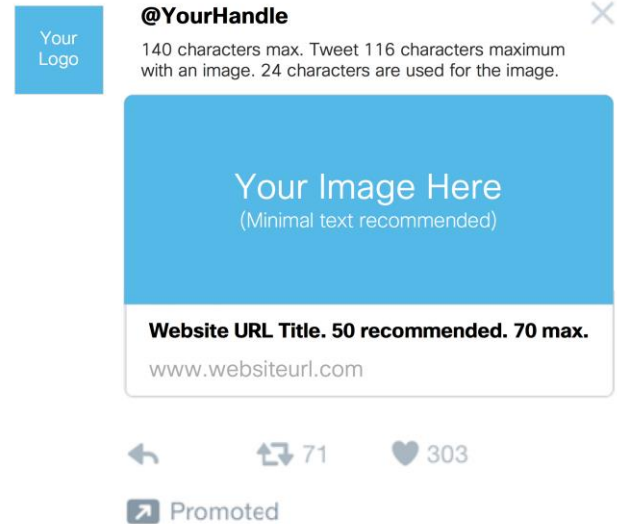 Your
Logo
@YourHandle
140 characters max. Tweet 116 characters maximum
with an image. 24 characters are used for the image.
Your Image Here
(Minimal text recommended)
Website URL Title. 50 recommended. 70 max.
www.websiteurl.com
71 303
Promoted